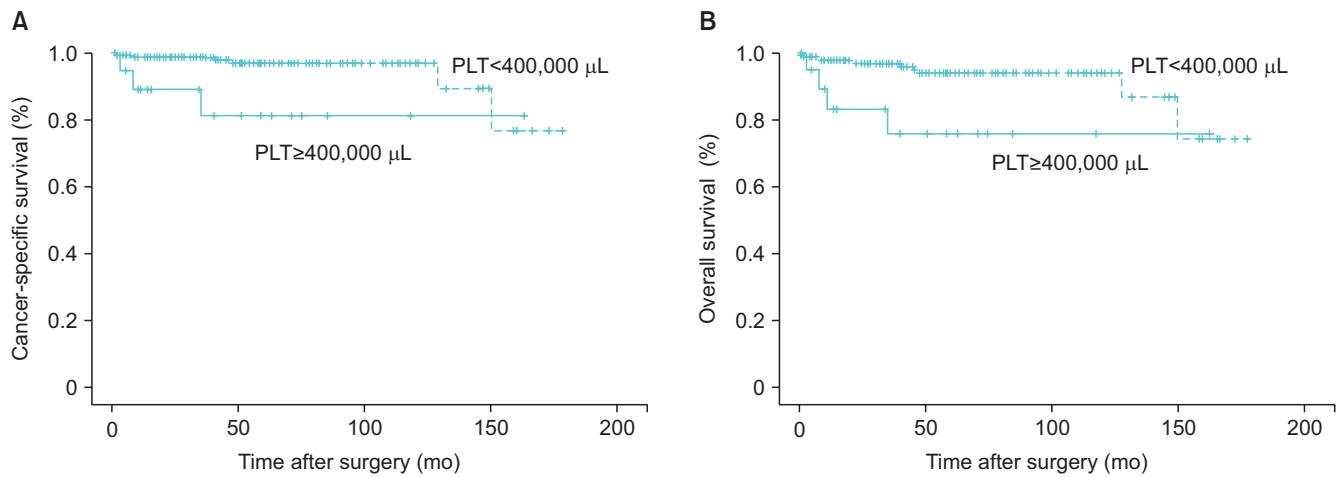 A
Cancer-specific survival (%)
1.0
0.8
0.6
0.4
0.2
0
PLT<400,000 μL
PLT≥400,000 μL
0 50 100 150 200
Time after surgery (mo)
B
Overall survival (%)
1.0
0.8
0.6
0.4
0.2
0
PLT<400,000 μL
PLT≥400,000 μL
0 50 100 150 200
Time after surgery (mo)